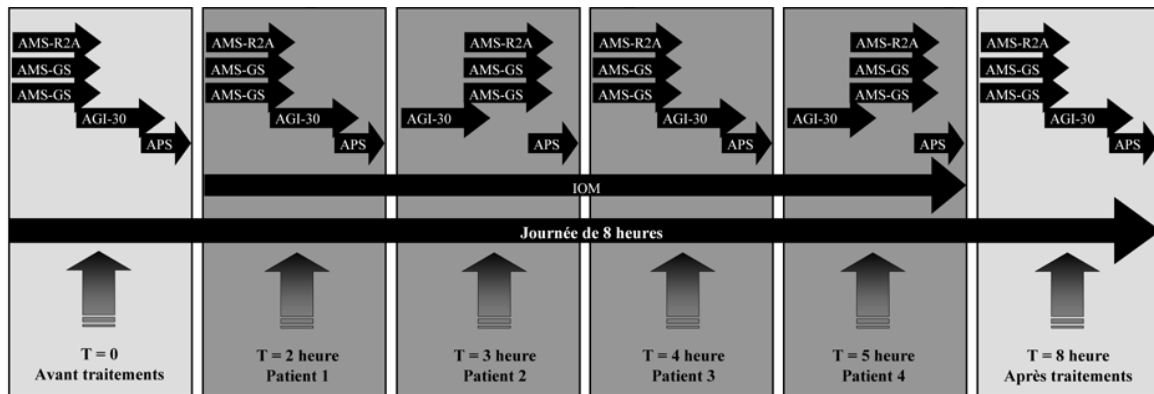 AMS-R2A
AMS-GS
AMS-GS
AGI-30
APS
AMS-R2A
AMS-GS
AMS-GS
AGI-30
APS
AMS-R2A
AMS-GS
AMS-GS
AGI-30
APS
AMS-R2A
AMS-GS
AMS-GS
AGI-30
APS
AMS-R2A
AMS-GS
AMS-GS
AGI-30
APS
AMS-R2A
AMS-GS
AMS-GS
AGI-30
APS
IOM
Journée de 8 heures
T = 0
Avant traitements
T = 2 heure
Patient 1
T = 3 heure
Patient 2
T = 4 heure
Patient 3
T = 5 heure
Patient 4
T = 8 heure
Après traitements